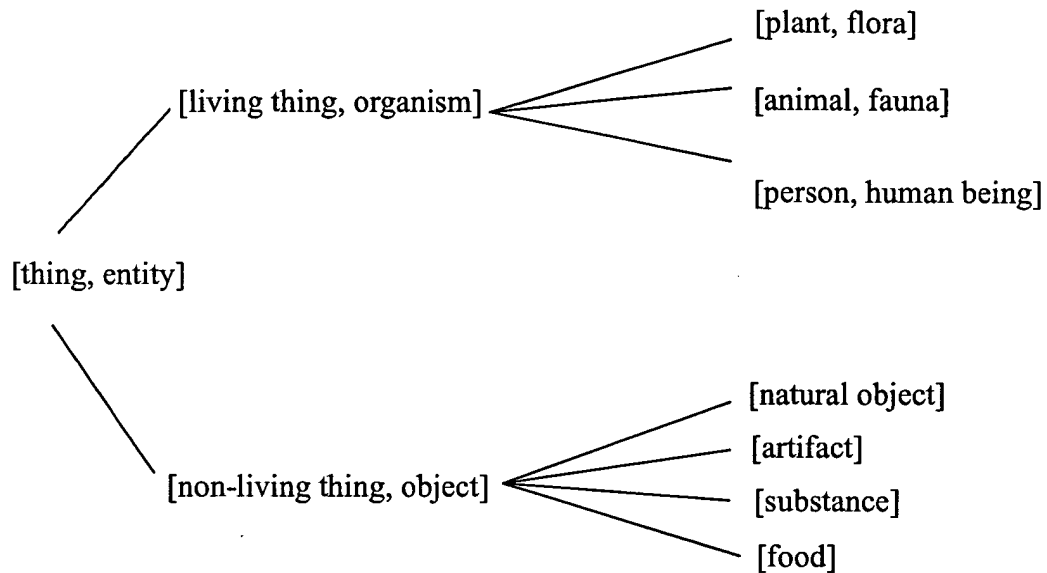 [plant, flora]
[living thing, organism]
[animal, fauna]
[person, human being]
[thing, entity]
[natural object]
[artifact]
[non-living thing, object]
[substance]
[food]